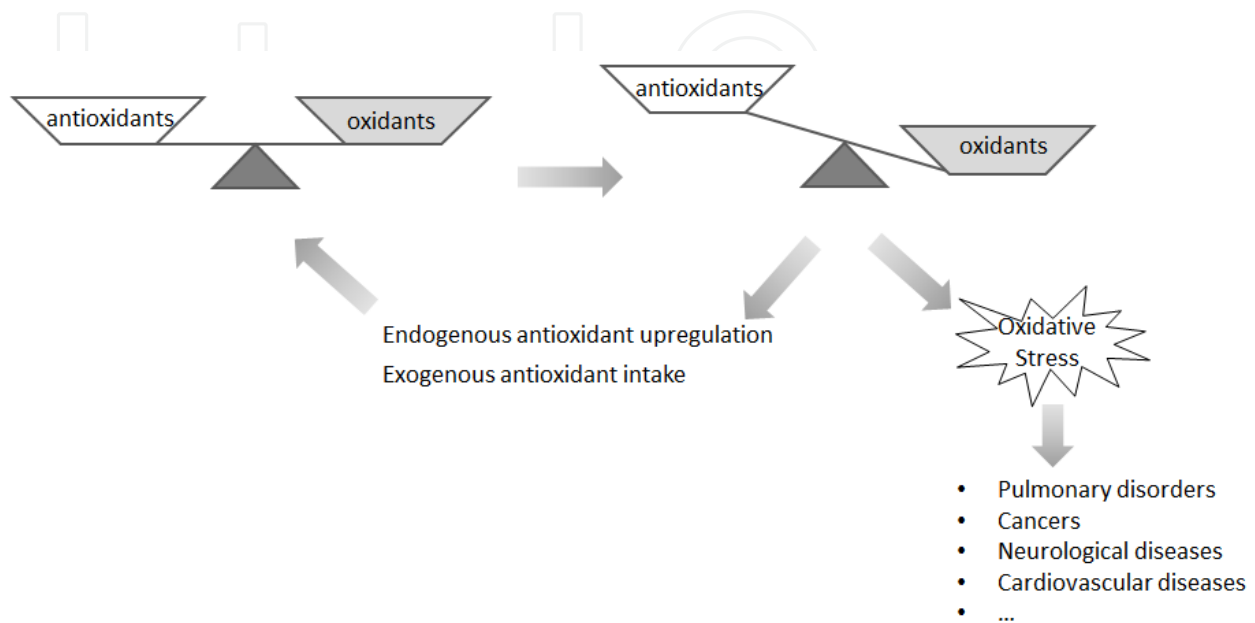 antioxidants
oxidants
antioxidants
oxidants
Endogenous antioxidant upregulation
Exogenous antioxidant intake
Oxidative
Stress
• Pulmonary disorders
• Cancers
• Neurological diseases
• Cardiovascular diseases
• ...